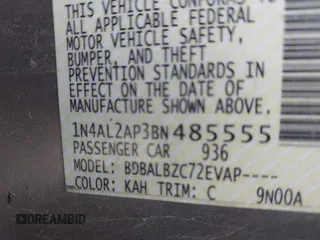 THIS VEHICLE CONFORMS TO
ALL APPLICABLE FEDERAL
MOTOR VEHICLE SAFETY,
BUMPER, AND THEFT
PREVENTION STANDARDS
IN EFFECT ON THE DATE
OF MANUFACTURE SHOWN
ABOVE.
1N4AL2AP3BN485555
PASSENGER CAR 936
MODEL: BDBALBZC72EVAP----
COLOR: KAH TRIM: C 9N00A
DREAMBID